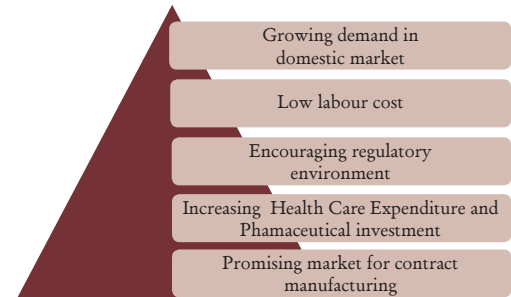 Growing demand in
domestic market
Low labour cost
Encouraging regulatory
environment
Increasing  Health Care Expenditure and
Phamaceutical investment
Promising market for contract
manufacturing